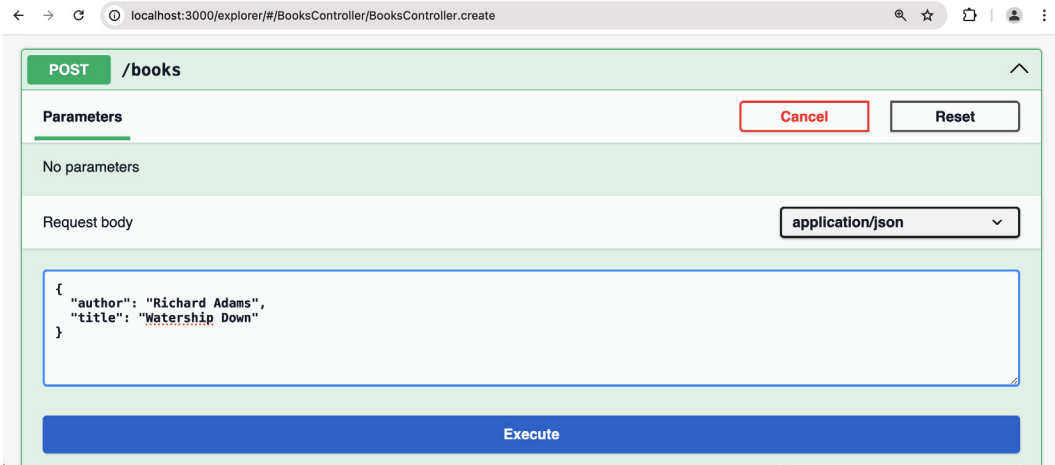 localhost:3000/explorer/#/BooksController/BooksController.create
POST /books
Parameters Cancel Reset
No parameters
Request body application/json
{
"author": "Richard Adams",
"title": "Watership Down"
}
Execute